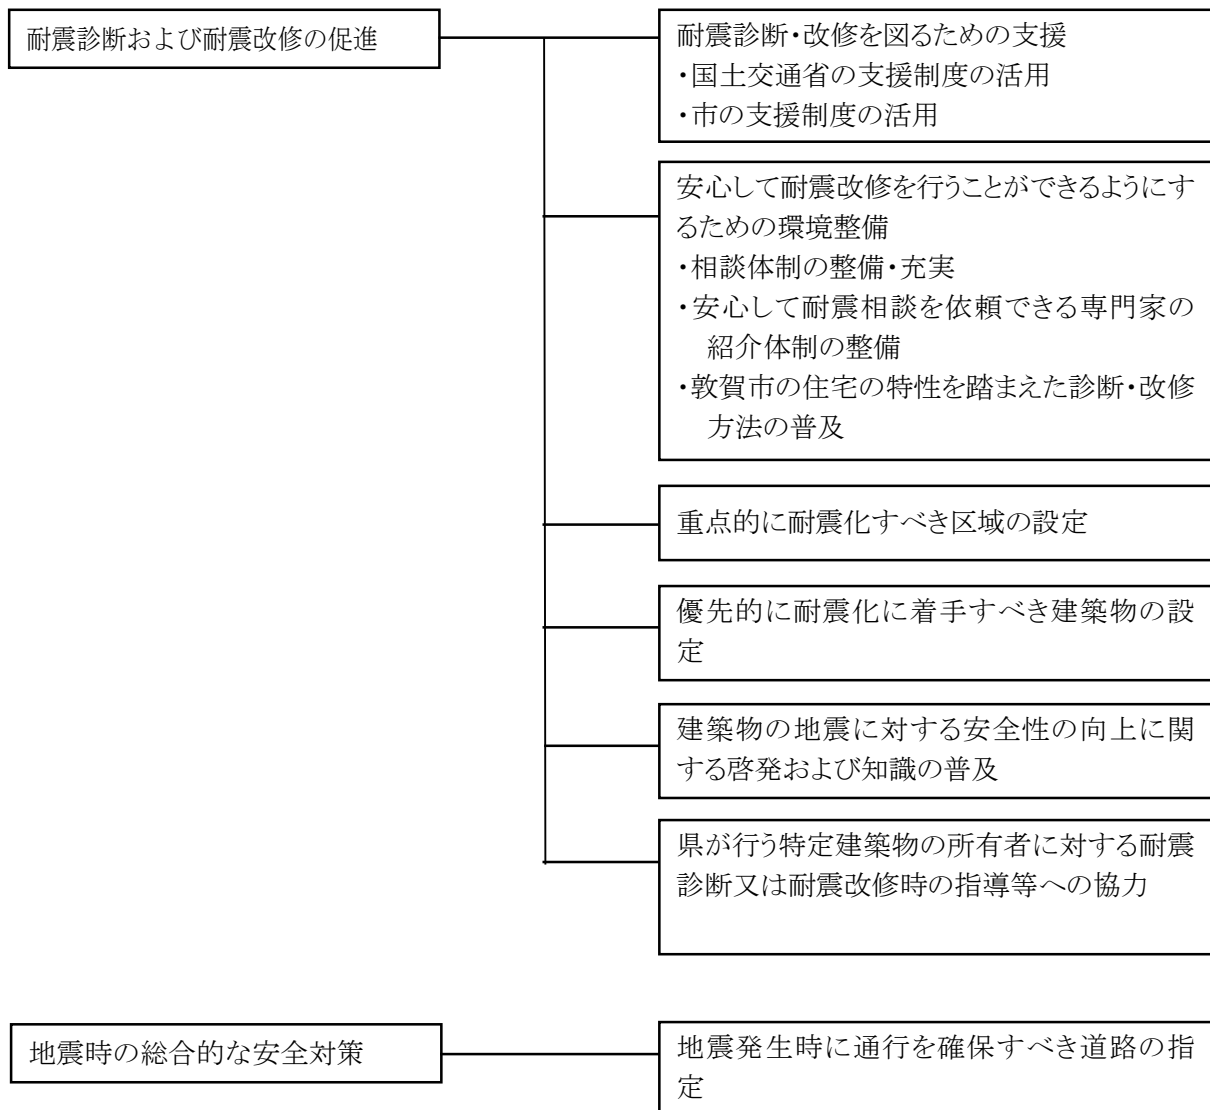 耐震診断および耐震改修の促進
耐震診断・改修を図るための支援
・国土交通省の支援制度の活用
・市の支援制度の活用
安心して耐震改修を行うことができるようにす
るための環境整備
・相談体制の整備・充実
・安心して耐震相談を依頼できる専門家の
紹介体制の整備
・敦賀市の住宅の特性を踏まえた診断・改修
方法の普及
重点的に耐震化すべき区域の設定
優先的に耐震化に着手すべき建築物の設
定
建築物の地震に対する安全性の向上に関
する啓発および知識の普及
県が行う特定建築物の所有者に対する耐震
診断又は耐震改修時の指導等への協力
地震時の総合的な安全対策
地震発生時に通行を確保すべき道路の指
定